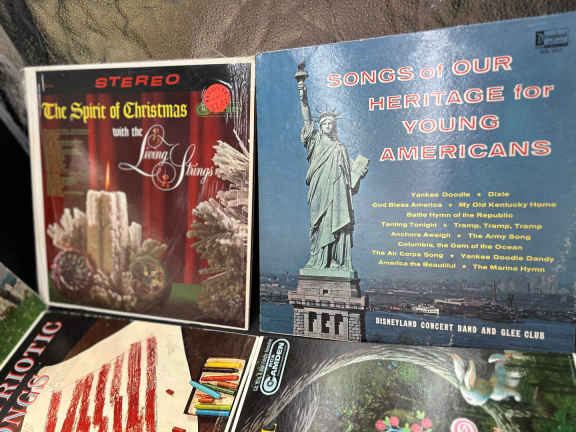 STEREO
The Spirit of Christmas
with the
Living Strings
SONGS of OUR
HERITAGE for
YOUNG
AMERICANS
Yankee Doodle • Dixie
God Bless America • My Old Kentucky Home
Battle Hymn of the Republic
Tenting Tonight • Tramp, Tramp, Tramp
Anchors Aweigh • The Army Song
Columbia, the Gem of the Ocean
The Air Corps Song • Yankee Doodle Dandy
America the Beautiful • The Marine Hymn
DISNEYLAND CONCERT BAND AND GLEE CLUB
RIOTIC
ONGS
RCA
CAMDEN